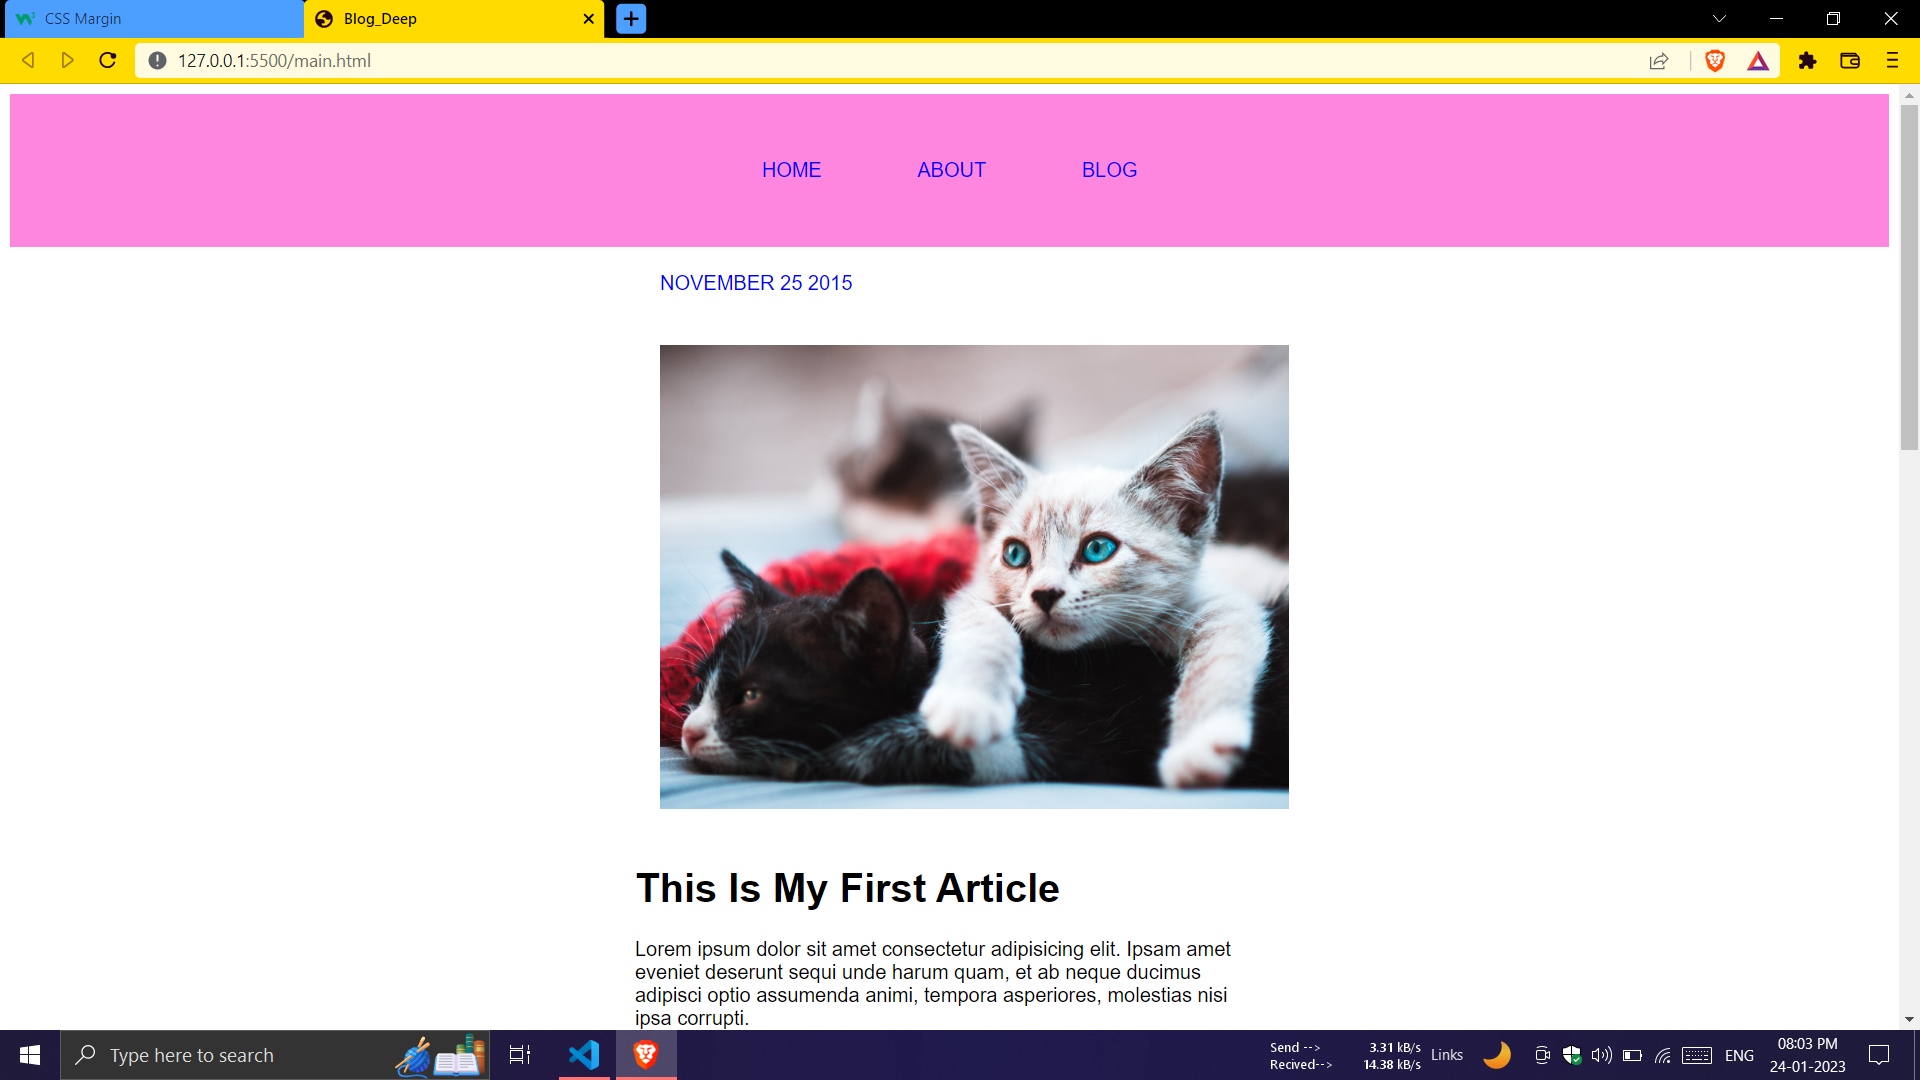 CSS Margin
Blog_Deep
127.0.0.1:5500/main.html
HOME ABOUT BLOG
NOVEMBER 25 2015
This Is My First Article
Lorem ipsum dolor sit amet consectetur adipisicing elit. Ipsam amet
eveniet deserunt sequi unde harum quam, et ab neque ducimus
adipisci optio assumenda animi, tempora asperiores, molestias nisi
ipsa corrupti.
Type here to search
Send --> 3.31 kB/s
Recived--> 14.38 kB/s
Links
ENG
08:03 PM
24-01-2023